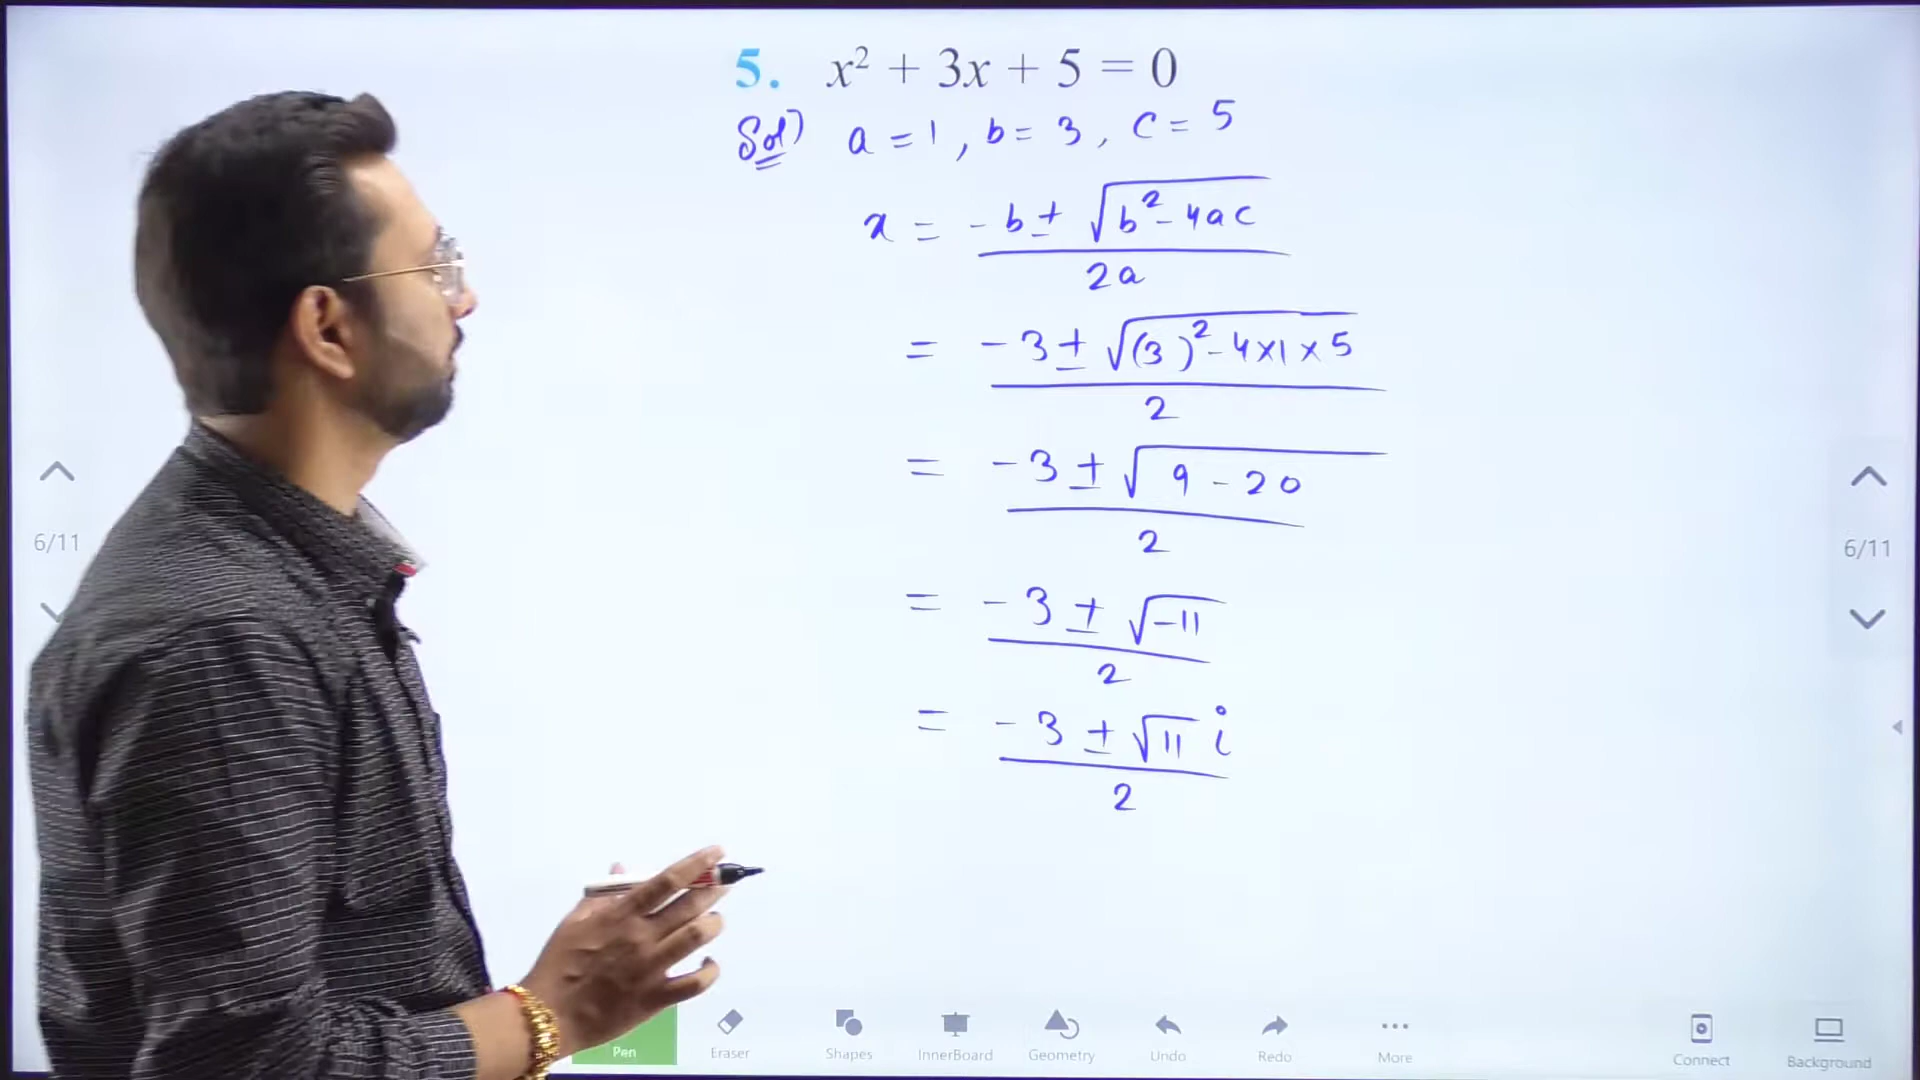 5. x² + 3x + 5 = 0
Sol) a = 1, b = 3, c = 5
x = -b ± √(b² - 4ac) / 2a
= -3 ± √((3)² - 4×1×5) / 2
= -3 ± √(9 - 20) / 2
= -3 ± √-11 / 2
= -3 ± √11 i / 2
6/11
6/11
Pen
Eraser
Shapes
InnerBoard
Geometry
Undo
Redo
More
Connect
Background